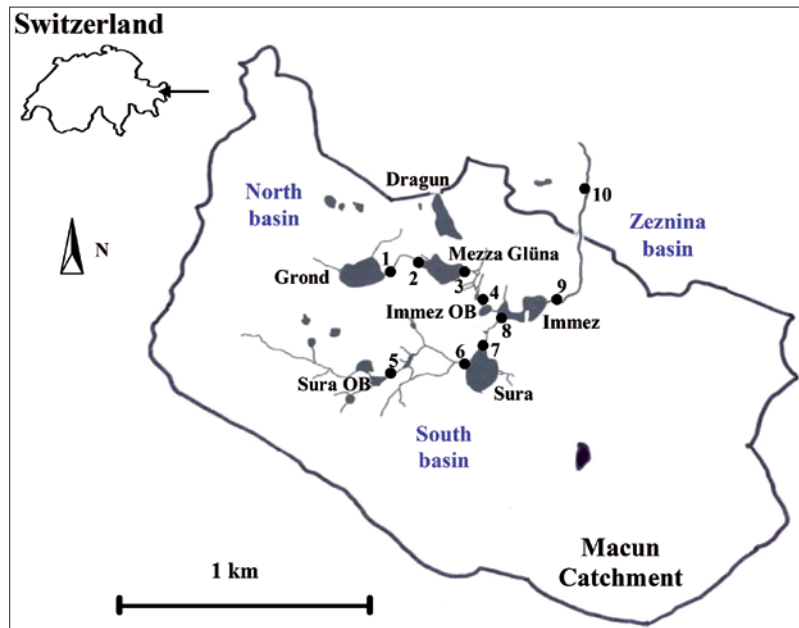 Switzerland
North
basin
Dragun
10
Zeznina
basin
N
Mezza Glüna
1
2
Grond
3
4
9
Immez OB
8
Immez
7
6
5
Sura OB
Sura
South
basin
Macun
Catchment
1 km